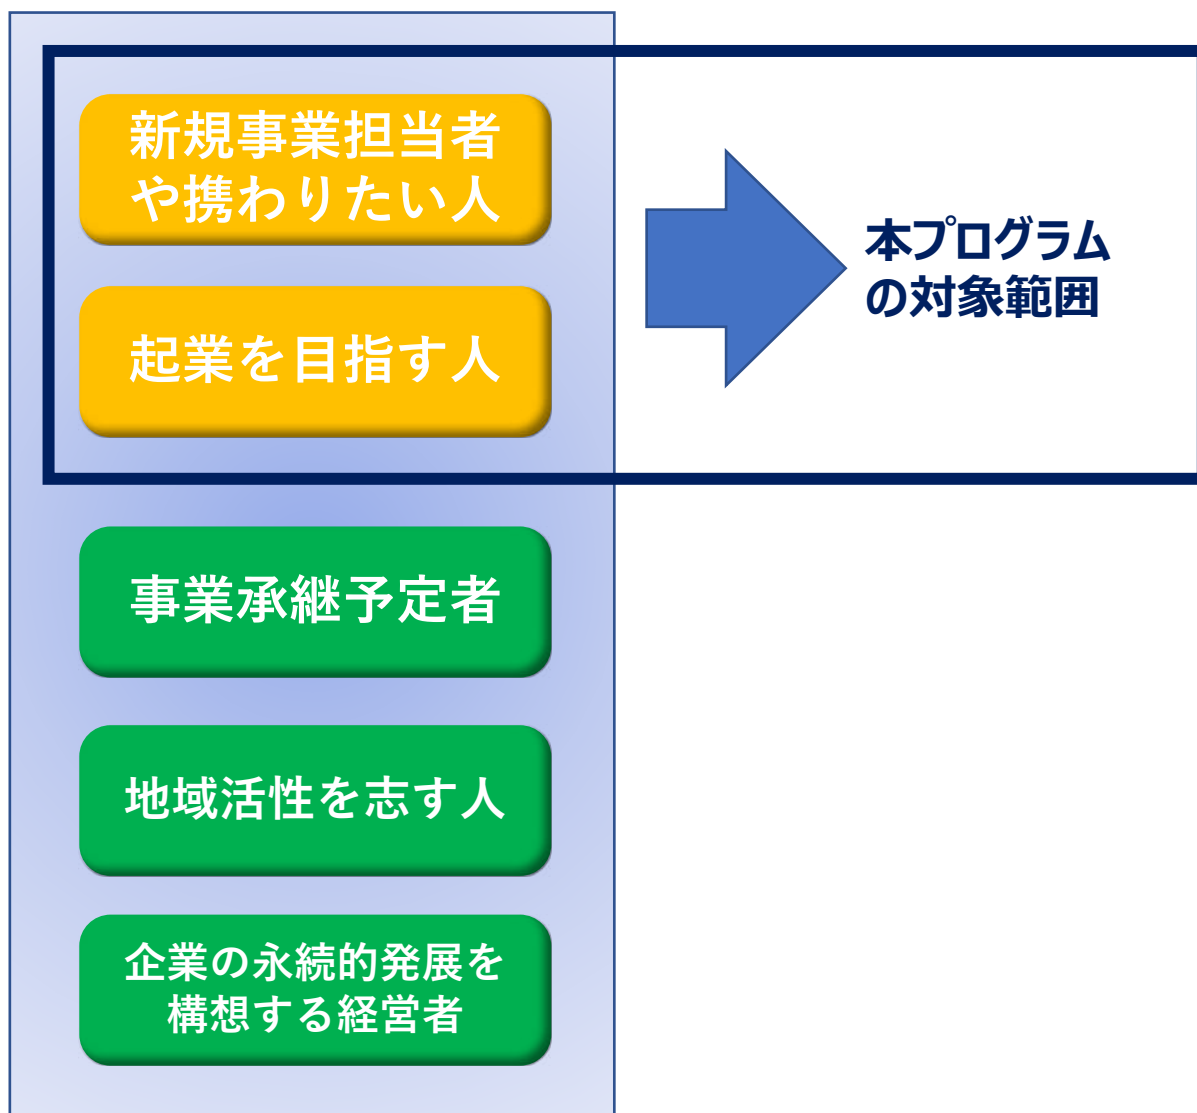 新規事業担当者
や携わりたい人
起業を目指す人
本プログラム
の対象範囲
事業承継予定者
地域活性を志す人
企業の永続的発展を
構想する経営者